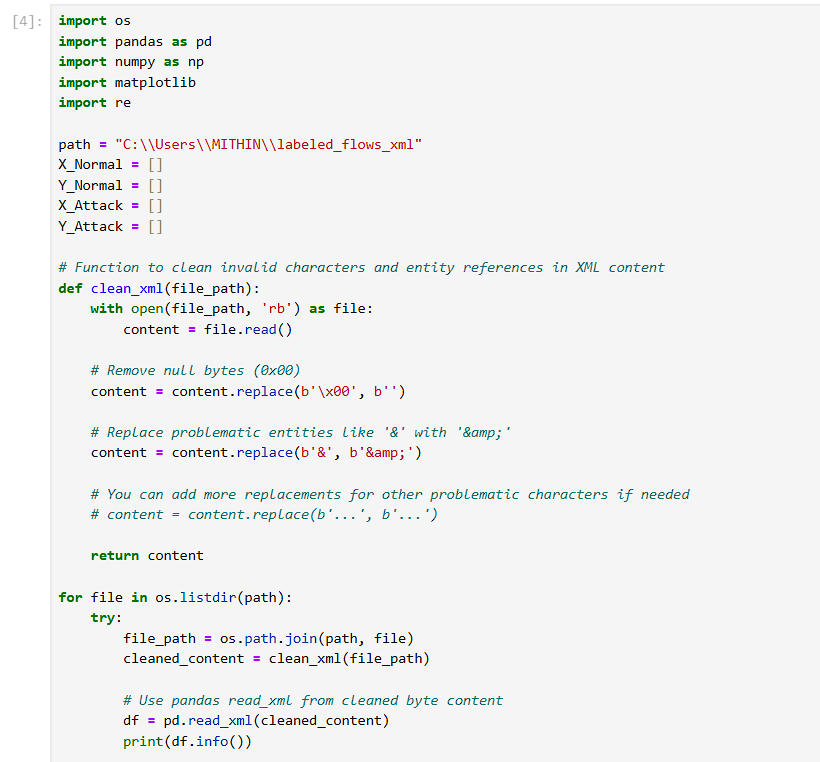 [4]:
import os
import pandas as pd
import numpy as np
import matplotlib
import re

path = "C:\\Users\\MITHIN\\labeled_flows_xml"
X_Normal = []
Y_Normal = []
X_Attack = []
Y_Attack = []

# Function to clean invalid characters and entity references in XML content
def clean_xml(file_path):
    with open(file_path, 'rb') as file:
        content = file.read()

    # Remove null bytes (0x00)
    content = content.replace(b'\x00', b'')

    # Replace problematic entities like '&' with '&amp;'
    content = content.replace(b'&', b'&amp;')

    # You can add more replacements for other problematic characters if needed
    # content = content.replace(b'...', b'...')

    return content

for file in os.listdir(path):
    try:
        file_path = os.path.join(path, file)
        cleaned_content = clean_xml(file_path)

        # Use pandas read_xml from cleaned byte content
        df = pd.read_xml(cleaned_content)
        print(df.info())